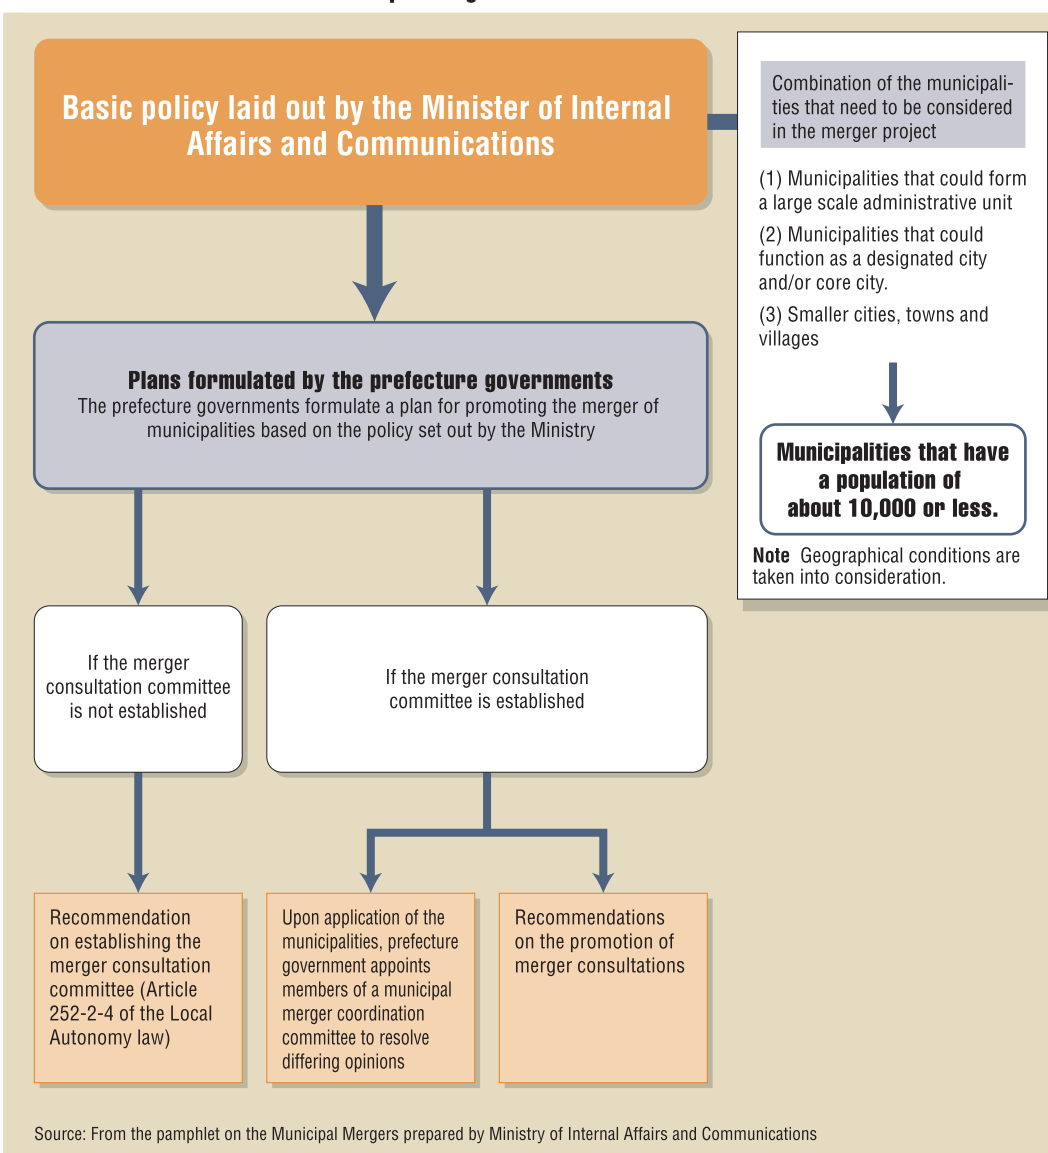 Basic policy laid out by the Minister of Internal
Affairs and Communications
Combination of the municipali-
ties that need to be considered
in the merger project
(1) Municipalities that could form
a large scale administrative unit
(2) Municipalities that could
function as a designated city
and/or core city.
(3) Smaller cities, towns and
villages
Municipalities that have
a population of
about 10,000 or less.
Note Geographical conditions are
taken into consideration.
Plans formulated by the prefecture governments
The prefecture governments formulate a plan for promoting the merger of
municipalities based on the policy set out by the Ministry
If the merger
consultation committee
is not established
If the merger consultation
committee is established
Recommendation
on establishing the
merger consultation
committee (Article
252-2-4 of the Local
Autonomy law)
Upon application of the
municipalities, prefecture
government appoints
members of a municipal
merger coordination
committee to resolve
differing opinions
Recommendations
on the promotion of
merger consultations
Source: From the pamphlet on the Municipal Mergers prepared by Ministry of Internal Affairs and Communications